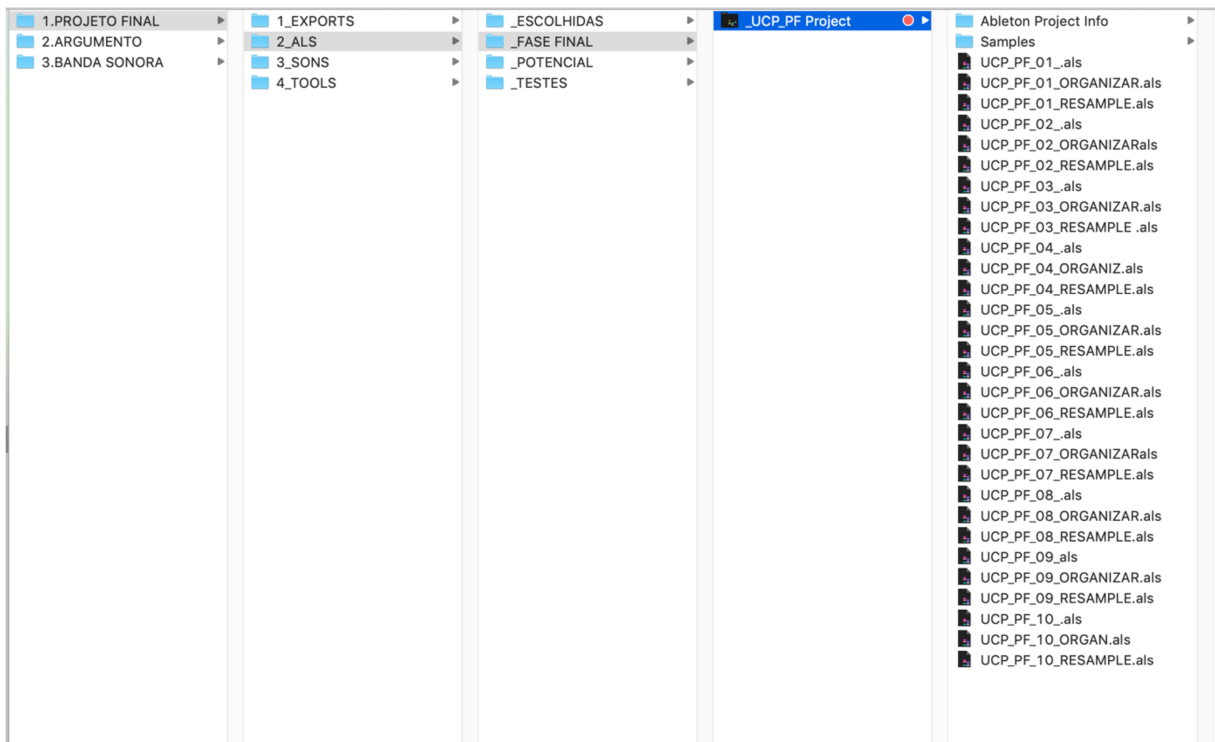 1.PROJETO FINAL
2.ARGUMENTO
3.BANDA SONORA
1_EXPORTS
2_ALS
3_SONS
4_TOOLS
_ESCOLHIDAS
_FASE FINAL
_POTENCIAL
_TESTES
_UCP_PF Project
Ableton Project Info
Samples
UCP_PF_01_.als
UCP_PF_01_ORGANIZAR.als
UCP_PF_01_RESAMPLE.als
UCP_PF_02_.als
UCP_PF_02_ORGANIZARals
UCP_PF_02_RESAMPLE.als
UCP_PF_03_.als
UCP_PF_03_ORGANIZAR.als
UCP_PF_03_RESAMPLE .als
UCP_PF_04_.als
UCP_PF_04_ORGANIZ.als
UCP_PF_04_RESAMPLE.als
UCP_PF_05_.als
UCP_PF_05_ORGANIZAR.als
UCP_PF_05_RESAMPLE.als
UCP_PF_06_.als
UCP_PF_06_ORGANIZAR.als
UCP_PF_06_RESAMPLE.als
UCP_PF_07_.als
UCP_PF_07_ORGANIZARals
UCP_PF_07_RESAMPLE.als
UCP_PF_08_.als
UCP_PF_08_ORGANIZAR.als
UCP_PF_08_RESAMPLE.als
UCP_PF_09_als
UCP_PF_09_ORGANIZAR.als
UCP_PF_09_RESAMPLE.als
UCP_PF_10_.als
UCP_PF_10_ORGAN.als
UCP_PF_10_RESAMPLE.als